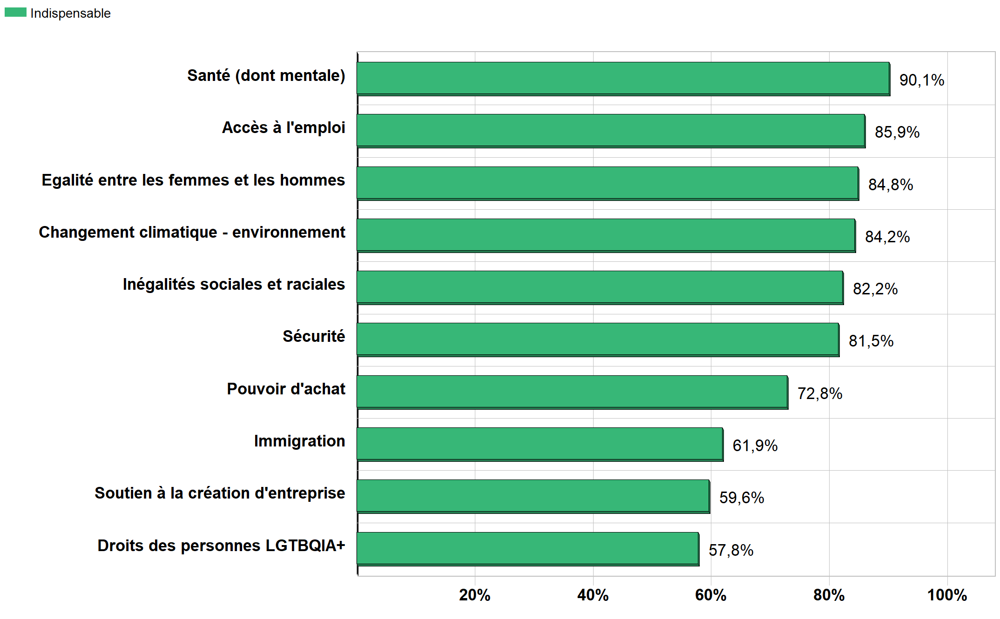 Indispensable
Santé (dont mentale) 90,1%
Accès à l'emploi 85,9%
Egalité entre les femmes et les hommes 84,8%
Changement climatique - environnement 84,2%
Inégalités sociales et raciales 82,2%
Sécurité 81,5%
Pouvoir d'achat 72,8%
Immigration 61,9%
Soutien à la création d'entreprise 59,6%
Droits des personnes LGTBQIA+ 57,8%
20% 40% 60% 80% 100%